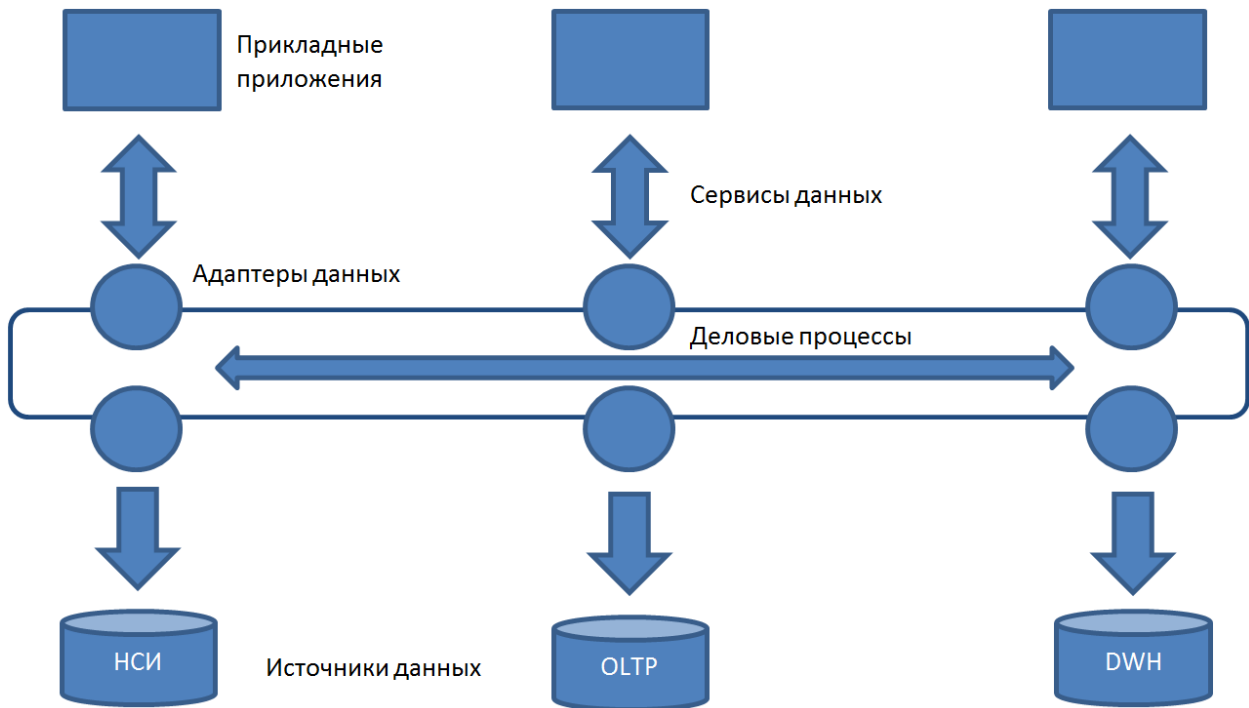 Прикладные
приложения
Сервисы данных
Адаптеры данных
Деловые процессы
НСИ
Источники данных
OLTP
DWH